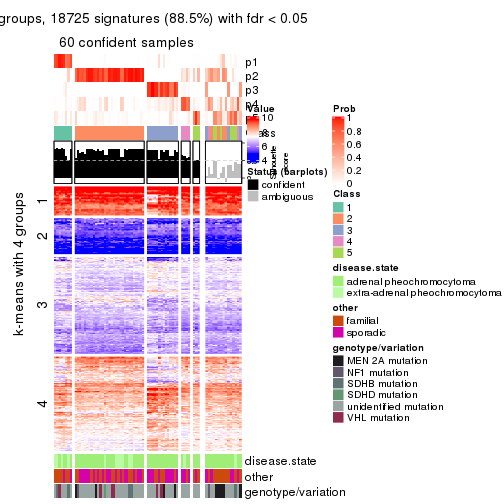 groups, 18725 signatures (88.5%) with fdr < 0.05
60 confident samples
p1
p2
p3
p4
p5
Class
Value
10
8
6
4
2
Silhouette
score
Status (barplots)
confident
ambiguous
Prob
1
0.8
0.6
0.4
0.2
0
Class
1
2
3
4
5
disease.state
adrenal pheochromocytoma
extra-adrenal pheochromocytoma
other
familial
sporadic
genotype/variation
MEN 2A mutation
NF1 mutation
SDHB mutation
SDHD mutation
unidentified mutation
VHL mutation
k-means with 4 groups
1
2
3
4
disease.state
other
genotype/variation